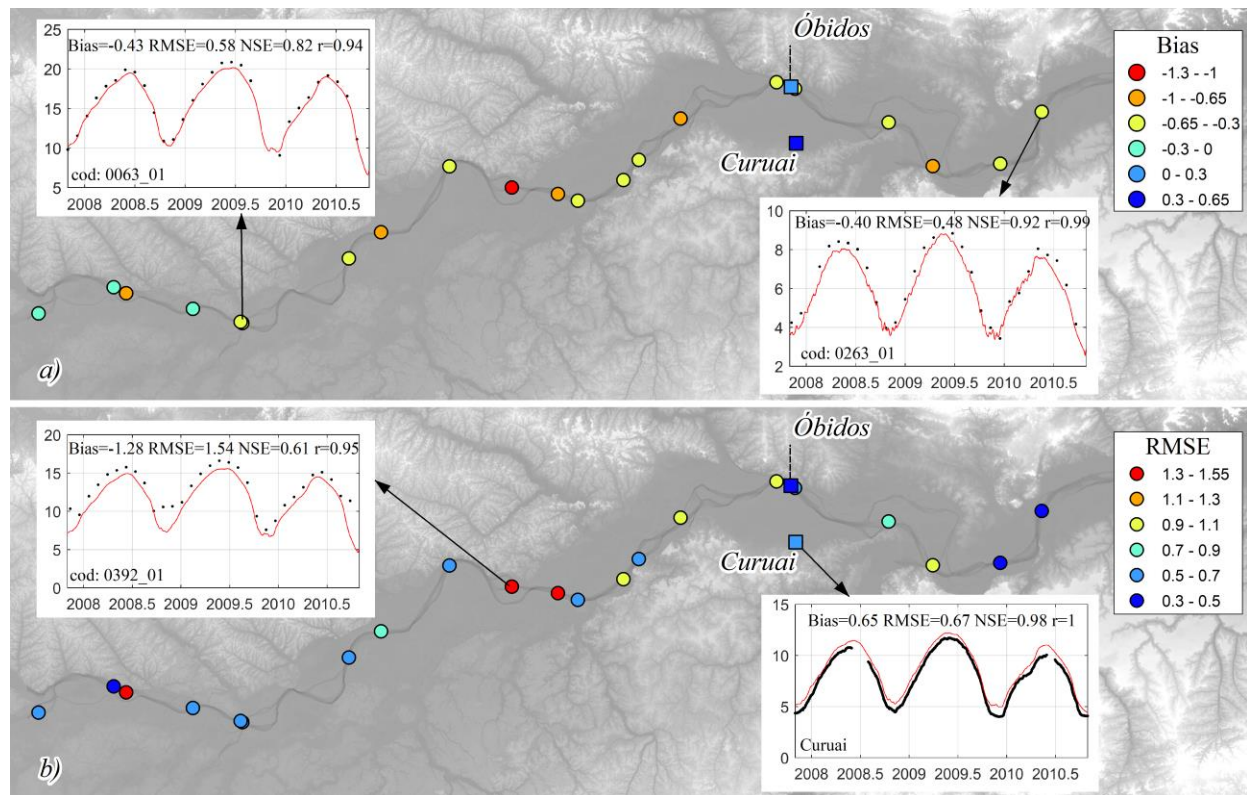 25
20
15
10
5
Bias=-0.43 RMSE=0.58 NSE=0.82 r=0.94
cod: 0063_01
2008 2008.5 2009 2009.5 2010 2010.5
Óbidos
Curuai
Bias
-1.3 - -1
-1 - -0.65
-0.65 - -0.3
-0.3 - 0
0 - 0.3
0.3 - 0.65
10
8
6
4
2
Bias=-0.40 RMSE=0.48 NSE=0.92 r=0.99
cod: 0263_01
2008 2008.5 2009 2009.5 2010 2010.5
a)
20
15
10
5
0
Bias=-1.28 RMSE=1.54 NSE=0.61 r=0.95
cod: 0392_01
2008 2008.5 2009 2009.5 2010 2010.5
Óbidos
Curuai
RMSE
1.3 - 1.55
1.1 - 1.3
0.9 - 1.1
0.7 - 0.9
0.5 - 0.7
0.3 - 0.5
15
10
5
0
Bias=0.65 RMSE=0.67 NSE=0.98 r=1
Curuai
2008 2008.5 2009 2009.5 2010 2010.5
b)